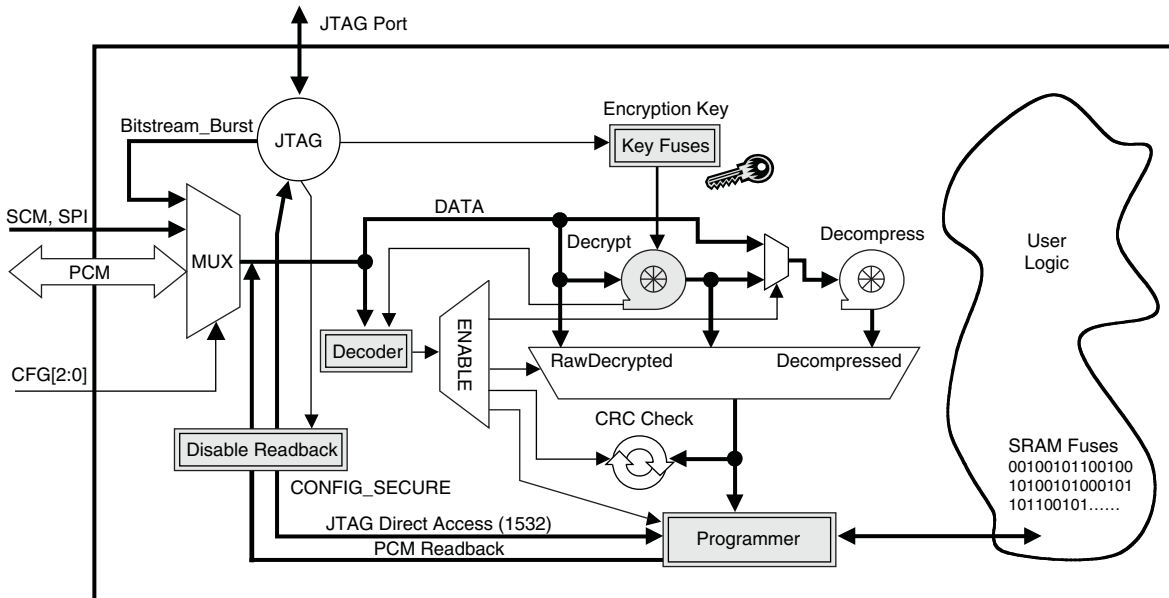 JTAG Port
Encryption Key
Bitstream_Burst
JTAG
Key Fuses
SCM, SPI
DATA
Decrypt
Decompress
User
Logic
PCM
MUX
ENABLE
Decoder
RawDecrypted
Decompressed
CFG[2:0]
CRC Check
Disable Readback
SRAM Fuses
00100101100100
10100101000101
101100101......
CONFIG_SECURE
JTAG Direct Access (1532)
Programmer
PCM Readback